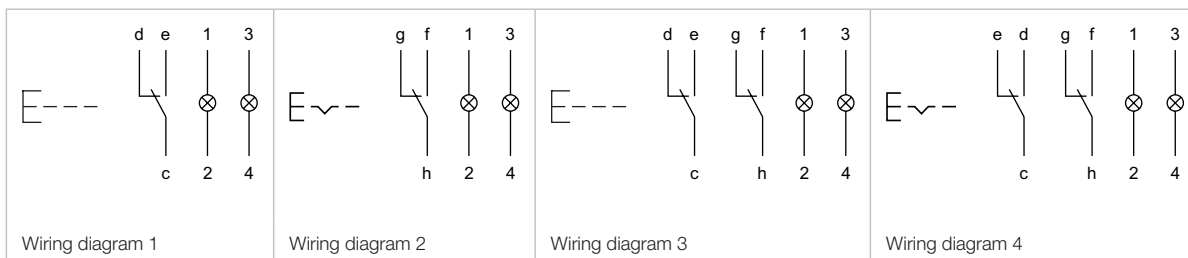 d e 1 3
c 2 4
Wiring diagram 1
g f 1 3
h 2 4
Wiring diagram 2
d e g f 1 3
c h 2 4
Wiring diagram 3
e d g f 1 3
c h 2 4
Wiring diagram 4